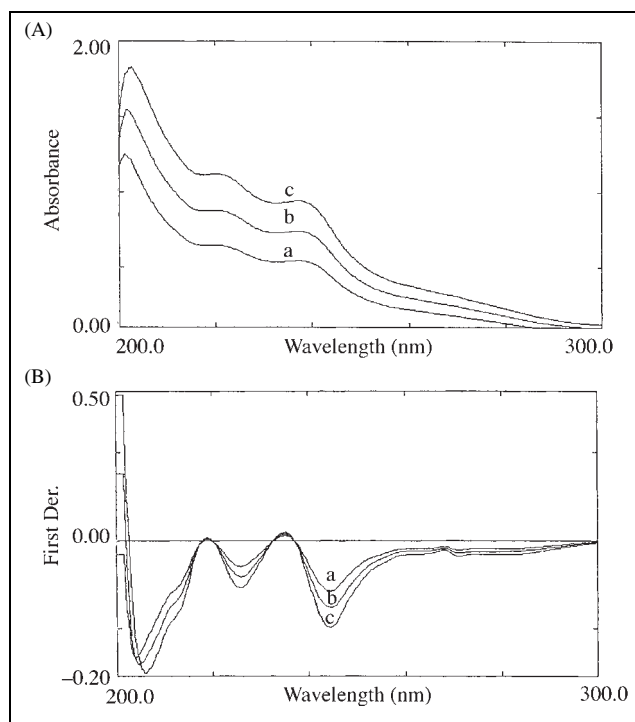 (A)
2.00
Absorbance
c
b
a
0.00
200.0
Wavelength (nm)
300.0
(B)
0.50
First Der.
0.00
a
b
c
−0.20
200.0
Wavelength (nm)
300.0